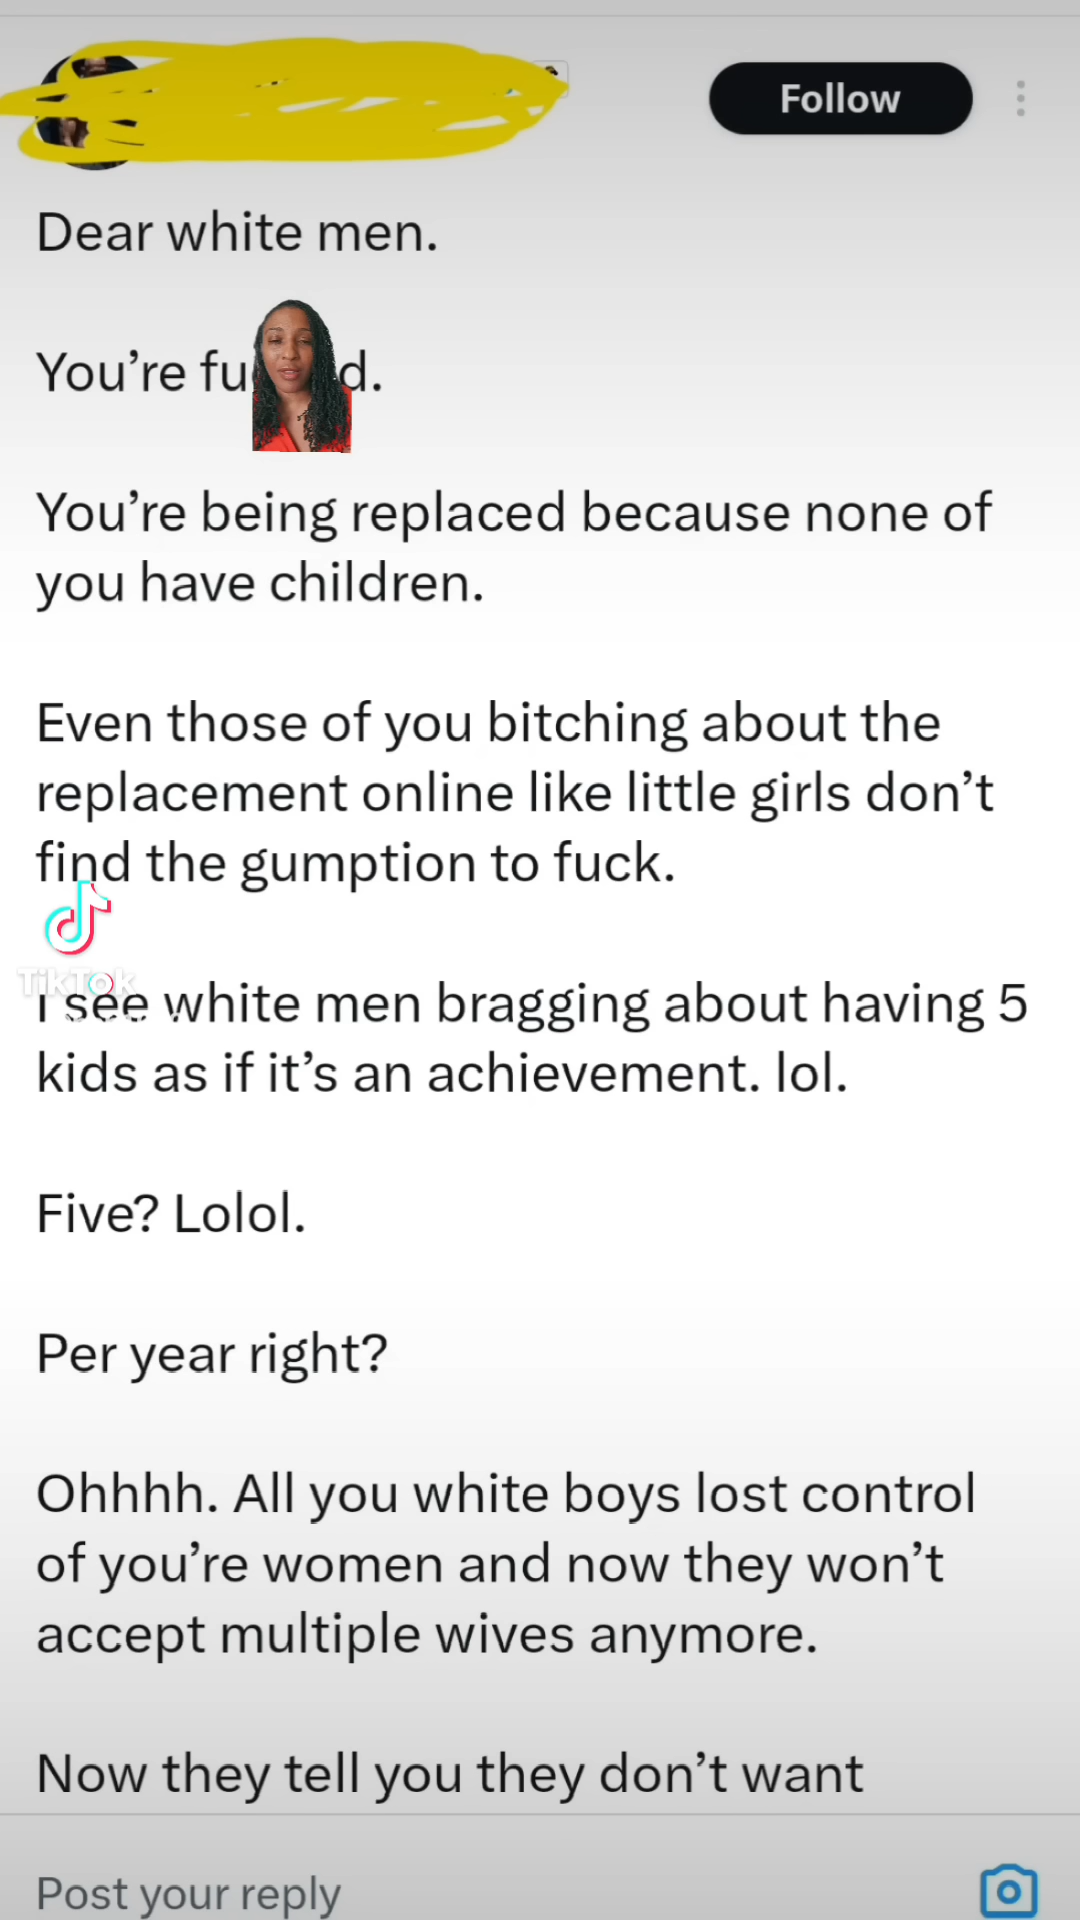 Follow
Dear white men.
You're fu d.
You're being replaced because none of
you have children.
Even those of you bitching about the
replacement online like little girls don't
find the gumption to fuck.
TikTok
I see white men bragging about having 5
kids as if it's an achievement. lol.
Five? Lolol.
Per year right?
Ohhhh. All you white boys lost control
of you're women and now they won't
accept multiple wives anymore.
Now they tell you they don't want
Post your reply